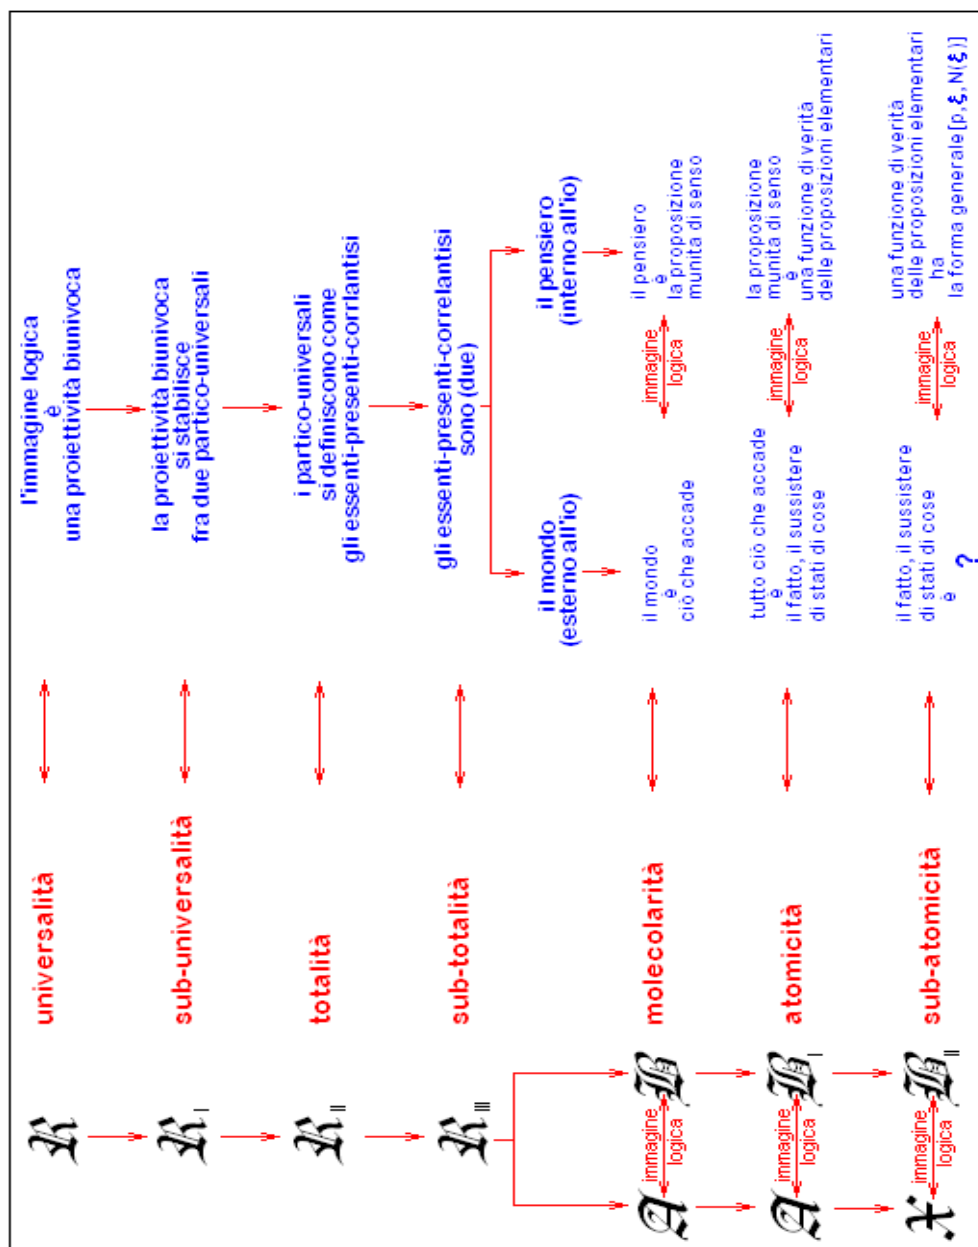 R
universalità
l'immagine logica
è
una proiettività biunivoca
R I
sub-universalità
la proiettività biunivoca
si stabilisce
fra due partico-universali
R II
totalità
i partico-universali
si definiscono come
gli essenti-presenti-corrlantisi
R III
sub-totalità
gli essenti-presenti-correlantisi
sono (due)
il mondo
(esterno all'io)
il pensiero
(interno all'io)
A
immagine
logica
B
molecolarità
il mondo
è
ciò che accade
immagine
logica
il pensiero
è
la proposizione
munita di senso
A
immagine
logica
B I
atomicità
tutto ciò che accade
è
il fatto, il sussistere
di stati di cose
immagine
logica
la proposizione
munita di senso
è
una funzione di verità
delle proposizioni elementari
X
immagine
logica
B II
sub-atomicità
il fatto, il sussistere
di stati di cose
è
?
immagine
logica
una funzione di verità
delle proposizioni elementari
ha
la forma generale [p, ξ, N(ξ)]